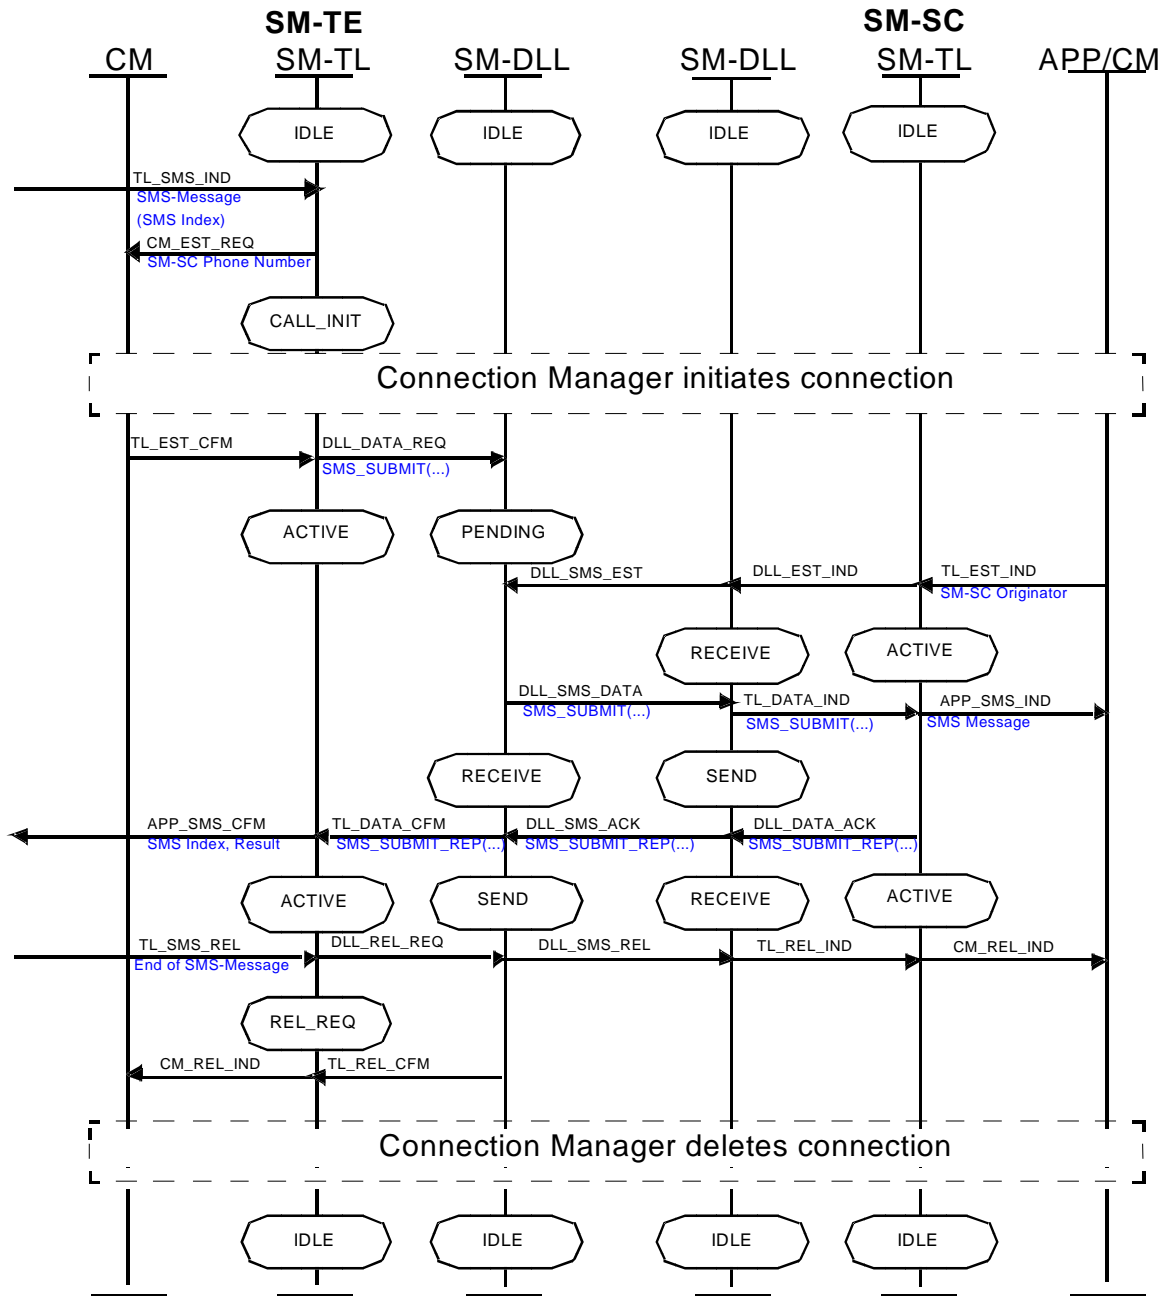 SM-TE SM-SC
CM SM-TL SM-DLL SM-DLL SM-TL APP/CM
IDLE IDLE IDLE IDLE
TL_SMS_IND
SMS-Message
(SMS Index)
CM_EST_REQ
SM-SC Phone Number
CALL_INIT
Connection Manager initiates connection
TL_EST_CFM DLL_DATA_REQ
SMS_SUBMIT(...)
ACTIVE PENDING
DLL_SMS_EST DLL_EST_IND TL_EST_IND
SM-SC Originator
RECEIVE ACTIVE
DLL_SMS_DATA TL_DATA_IND APP_SMS_IND
SMS_SUBMIT(...) SMS_SUBMIT(...) SMS Message
RECEIVE SEND
APP_SMS_CFM TL_DATA_CFM DLL_SMS_ACK DLL_DATA_ACK
SMS Index, Result SMS_SUBMIT_REP(...) SMS_SUBMIT_REP(...) SMS_SUBMIT_REP(...)
ACTIVE SEND RECEIVE ACTIVE
TL_SMS_REL DLL_REL_REQ DLL_SMS_REL TL_REL_IND CM_REL_IND
End of SMS-Message
REL_REQ
CM_REL_IND TL_REL_CFM
Connection Manager deletes connection
IDLE IDLE IDLE IDLE